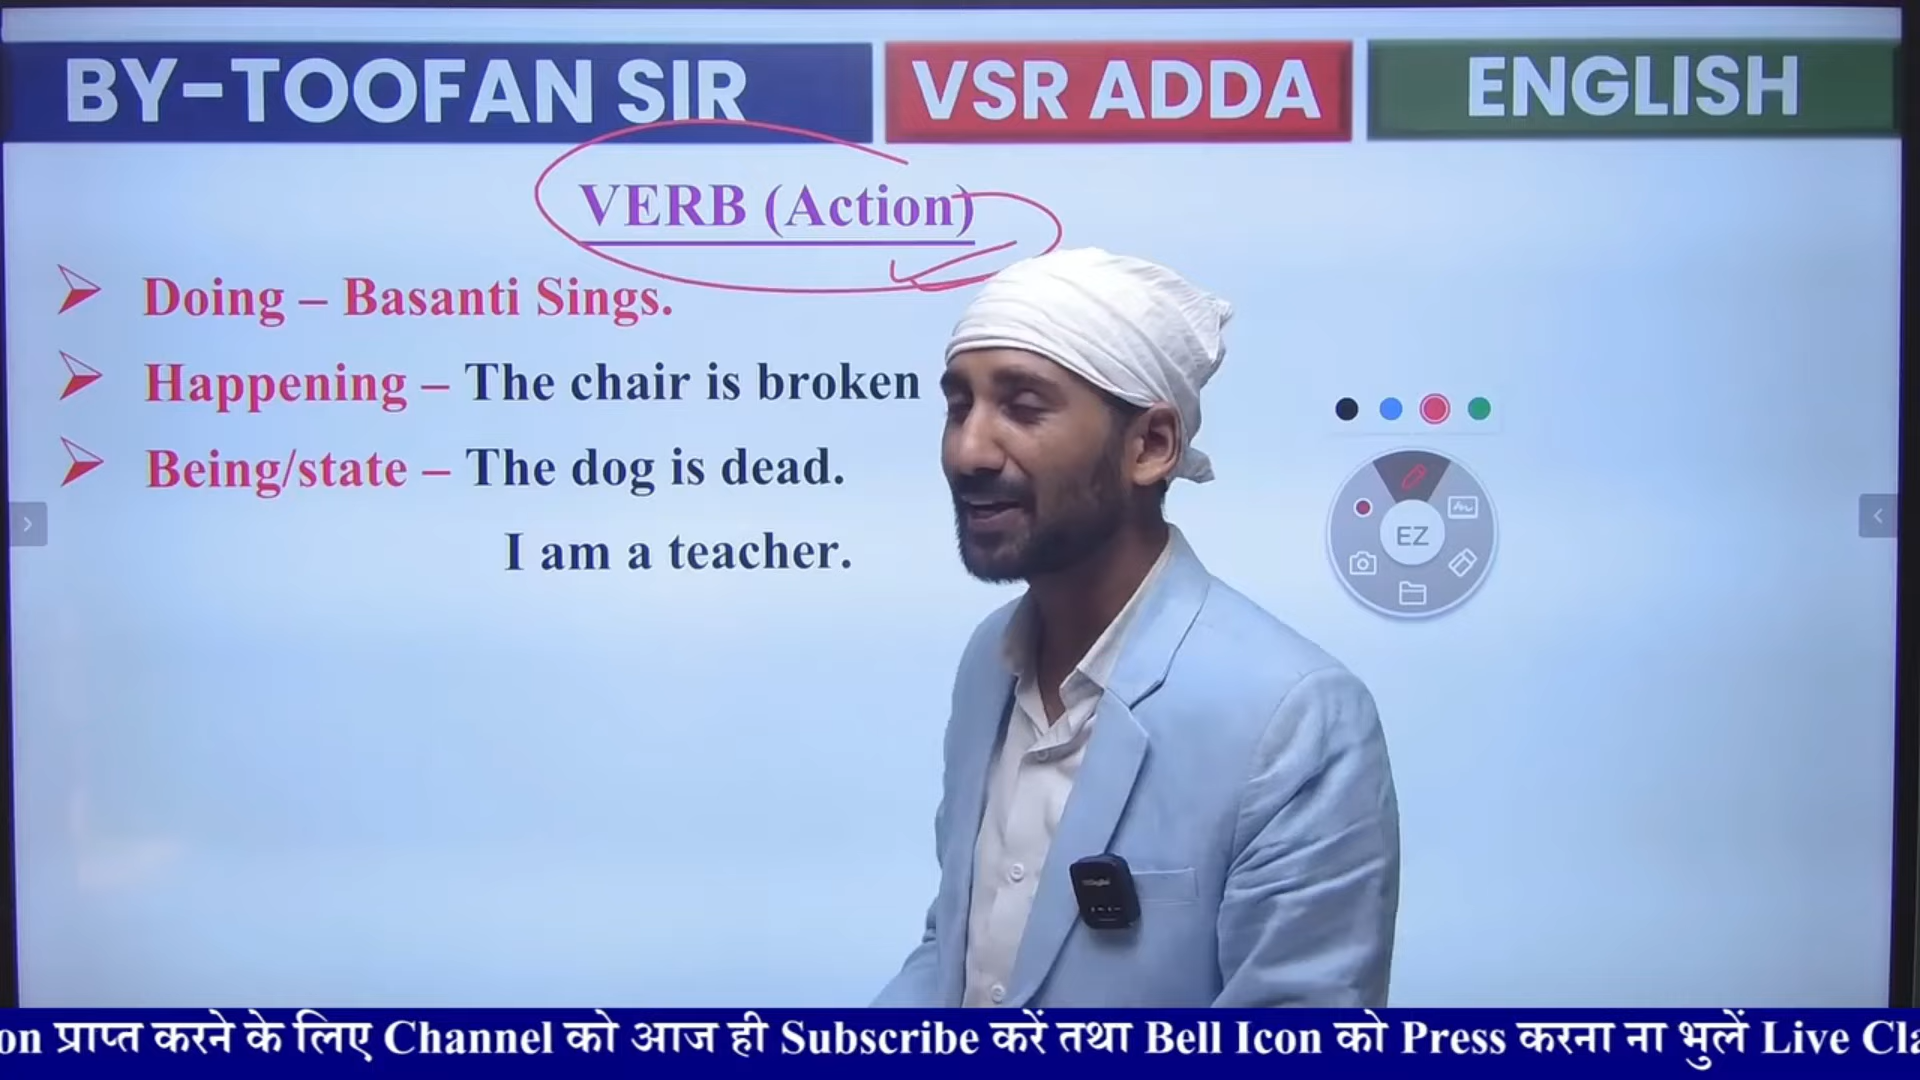 BY-TOOFAN SIR VSR ADDA ENGLISH
VERB (Action)
Doing – Basanti Sings.
Happening – The chair is broken
Being/state – The dog is dead.
I am a teacher.
EZ
on प्राप्त करने के लिए Channel को आज ही Subscribe करें तथा Bell Icon को Press करना ना भुलें Live Cla